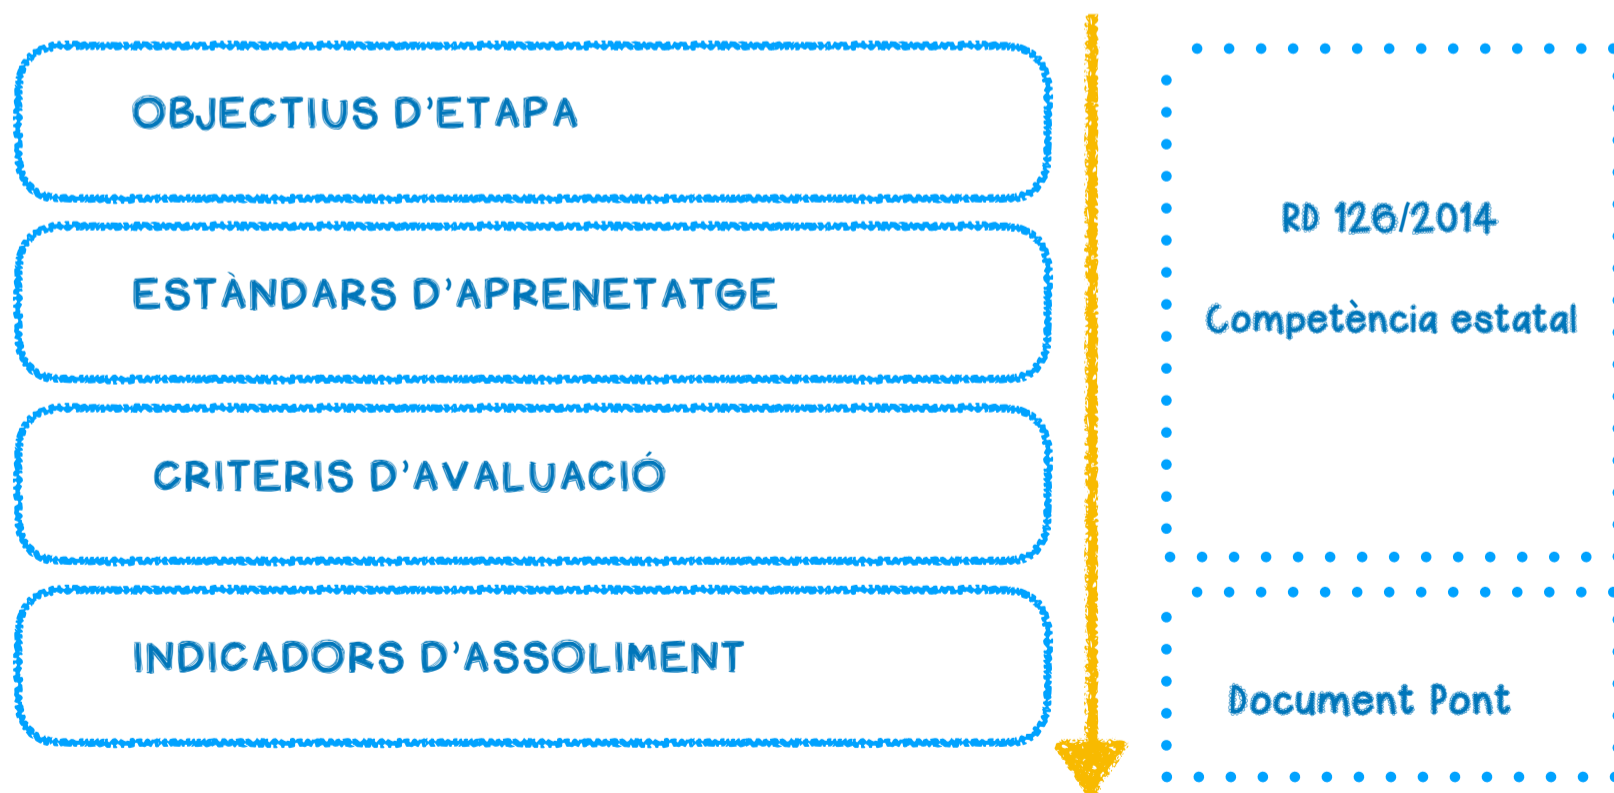 OBJECTIUS D'ETAPA
ESTÀNDARS D'APRENETATGE
CRITERIS D'AVALUACIÓ
INDICADORS D'ASSOLIMENT
RD 126/2014
Competència estatal
Document Pont